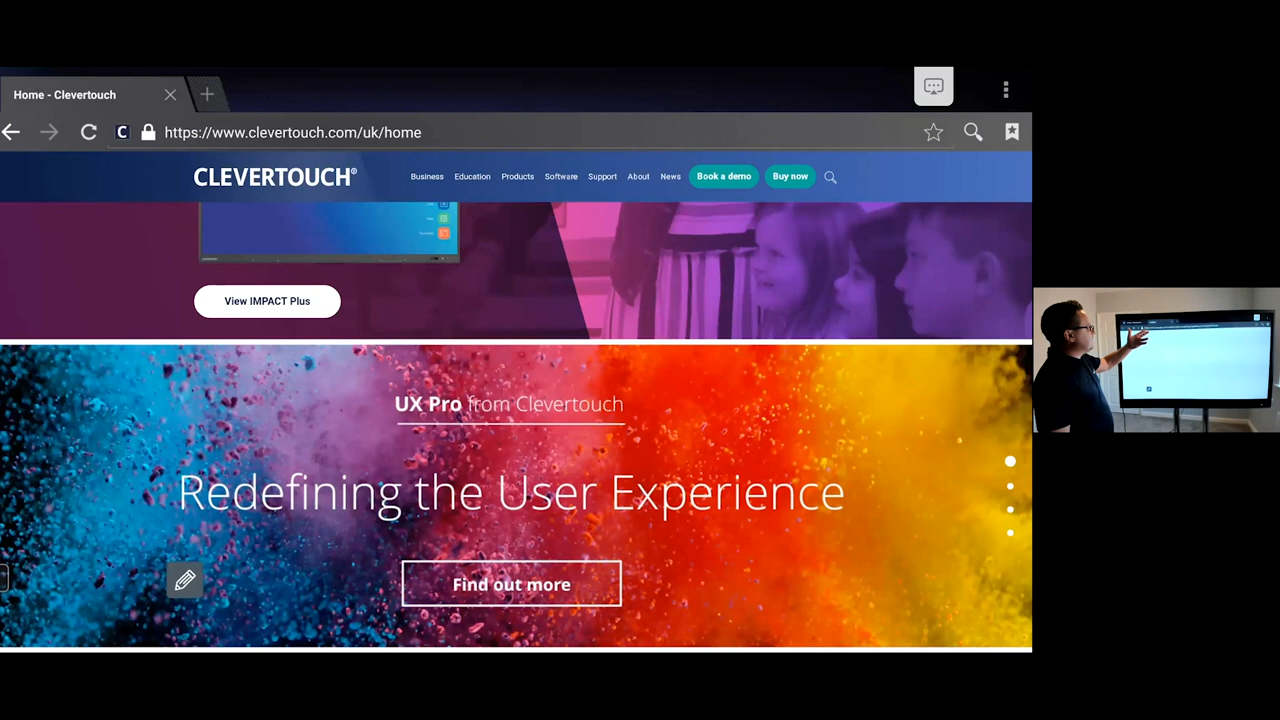 Home - Clevertouch
https://www.clevertouch.com/uk/home
CLEVERTOUCH®
Business Education Products Software Support About News Book a demo Buy now
View IMPACT Plus
UX Pro from Clevertouch
Redefining the User Experience
Find out more